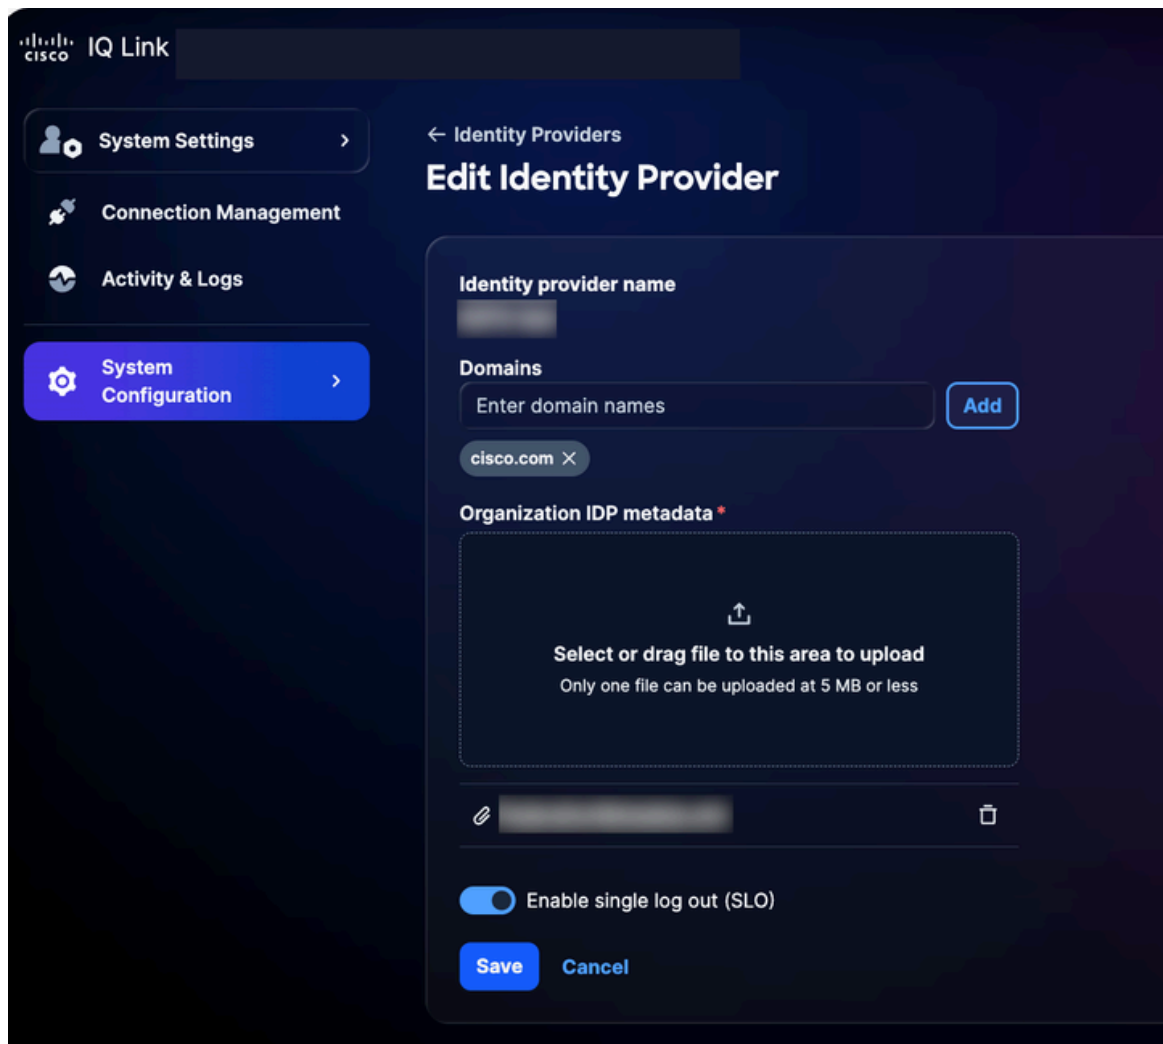 cisco IQ Link
System Settings
Connection Management
Activity & Logs
System
Configuration
← Identity Providers
Edit Identity Provider
Identity provider name
Domains
Enter domain names
Add
cisco.com
Organization IDP metadata *
Select or drag file to this area to upload
Only one file can be uploaded at 5 MB or less
Enable single log out (SLO)
Save Cancel